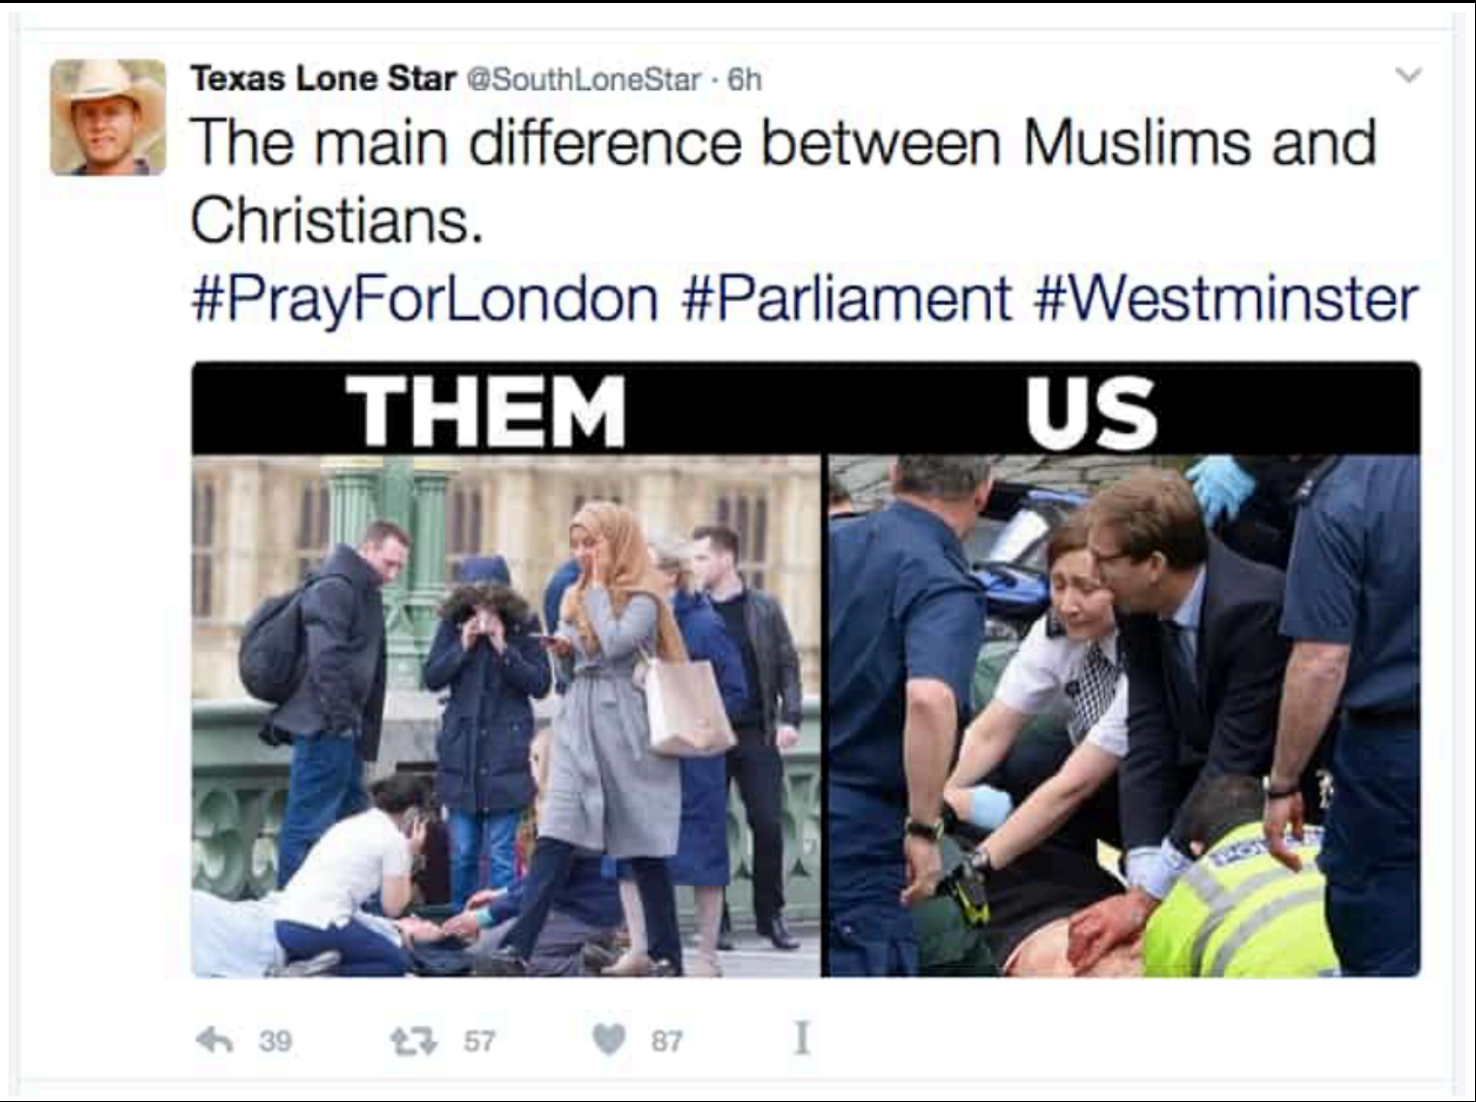 Texas Lone Star @SouthLoneStar · 6h
The main difference between Muslims and
Christians.
#PrayForLondon #Parliament #Westminster
THEM US
39 57 87